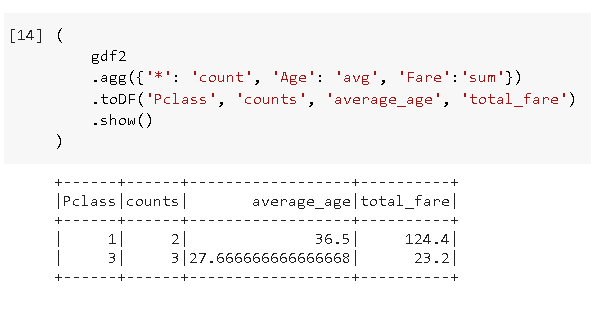 [14] (
gdf2
.agg({'*': 'count', 'Age': 'avg', 'Fare':'sum'})
.toDF('Pclass', 'counts', 'average_age', 'total_fare')
.show()
)
+------+------+------------------+----------+
|Pclass|counts|       average_age|total_fare|
+------+------+------------------+----------+
|     1|     2|              36.5|     124.4|
|     3|     3|27.666666666666668|      23.2|
+------+------+------------------+----------+